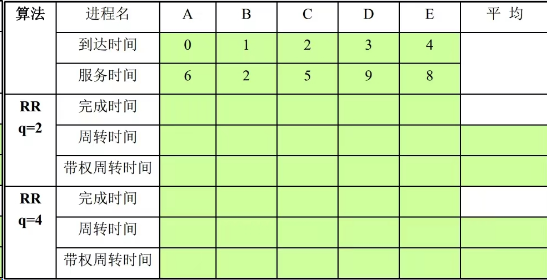 算法 进程名 A B C D E 平 均
到达时间 0 1 2 3 4
服务时间 6 2 5 9 8
RR q=2 完成时间
周转时间
带权周转时间
RR q=4 完成时间
周转时间
带权周转时间